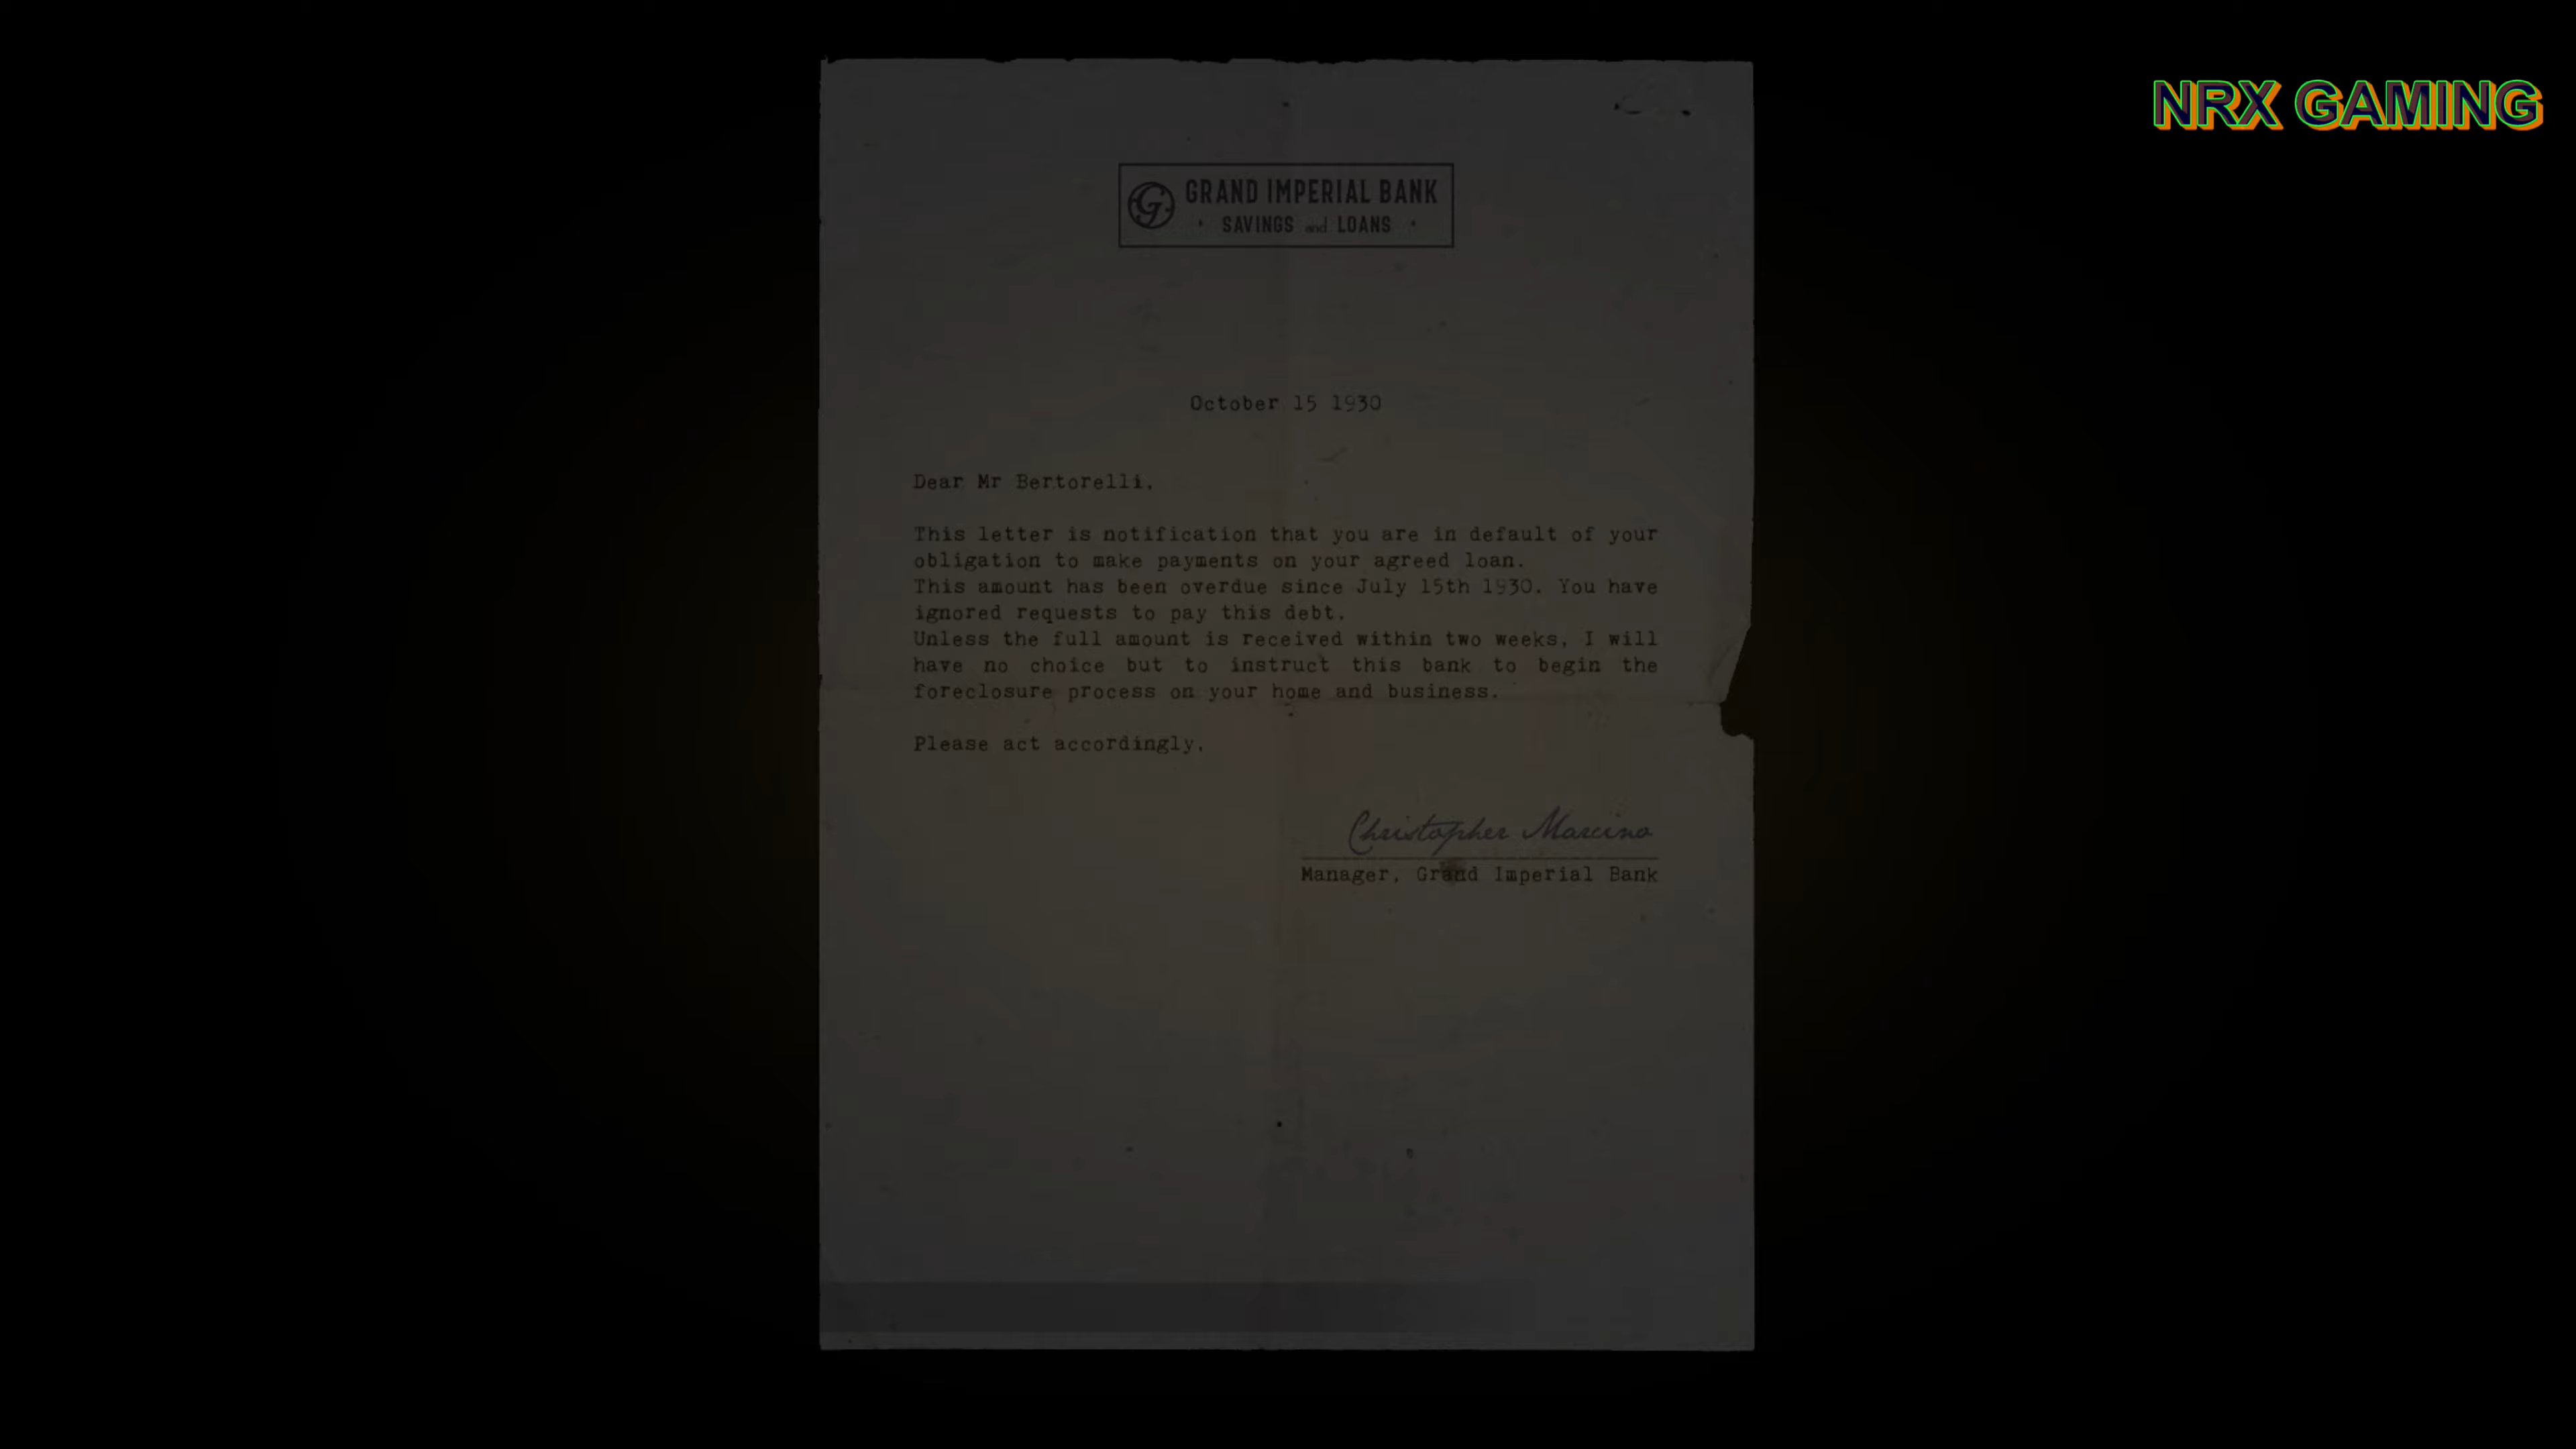 NRX GAMING
GRAND IMPERIAL BANK
SAVINGS and LOANS
October 15 1930
Dear Mr Bertorelli,
This letter is notification that you are in default of your
obligation to make payments on your agreed loan.
This amount has been overdue since July 15th 1930. You have
ignored requests to pay this debt.
Unless the full amount is received within two weeks, I will
have no choice but to instruct this bank to begin the
foreclosure process on your home and business.
Please act accordingly,
Christopher Marcino
Manager, Grand Imperial Bank